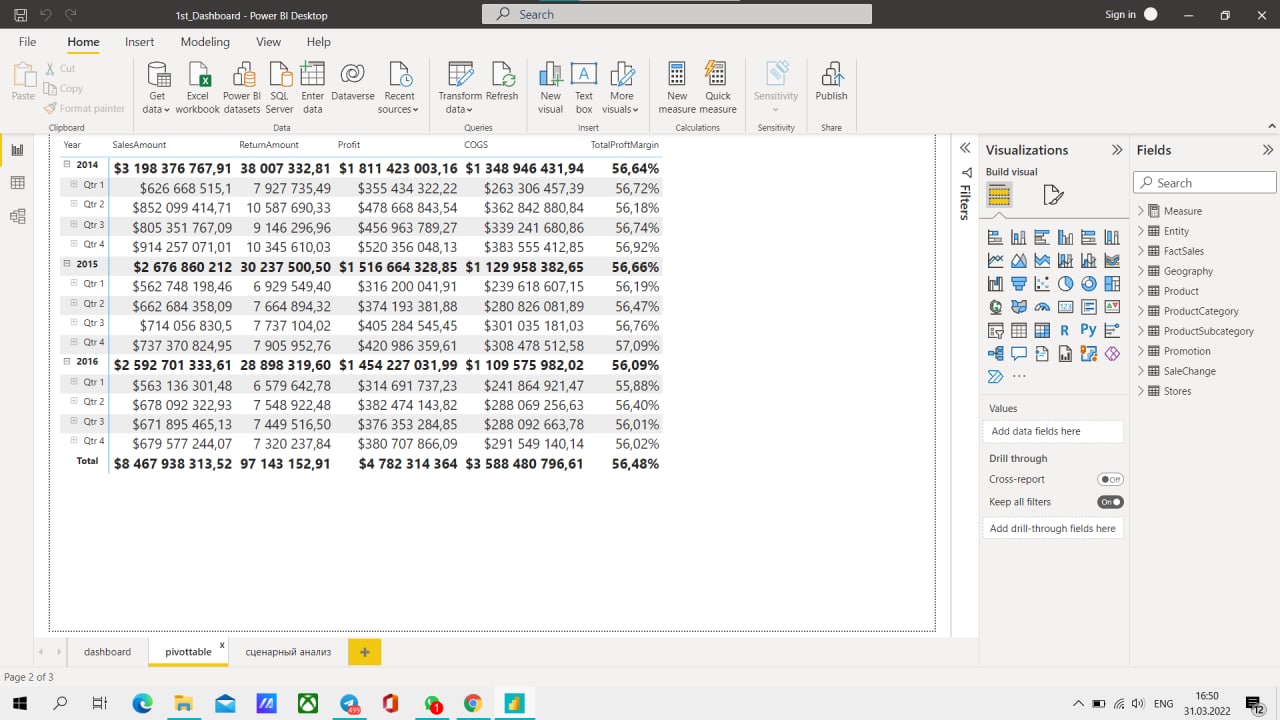 1st_Dashboard - Power BI Desktop
Search
Sign in
File Home Insert Modeling View Help
Paste
Cut
Copy
Format painter
Clipboard
Get data
Excel workbook
Power BI datasets
SQL Server
Enter data
Dataverse
Recent sources
Data
Transform data
Refresh
Queries
New visual
Text box
More visuals
Insert
New measure
Quick measure
Calculations
Sensitivity
Sensitivity
Publish
Share
Year SalesAmount ReturnAmount Profit COGS TotalProftMargin
2014 $3 198 376 767,91 38 007 332,81 $1 811 423 003,16 $1 348 946 431,94 56,64%
Qtr 1 $626 668 515,1 7 927 735,49 $355 434 322,22 $263 306 457,39 56,72%
Qtr 2 $852 099 414,71 10 587 690,33 $478 668 843,54 $362 842 880,84 56,18%
Qtr 3 $805 351 767,09 9 146 296,96 $456 963 789,27 $339 241 680,86 56,74%
Qtr 4 $914 257 071,01 10 345 610,03 $520 356 048,13 $383 555 412,85 56,92%
2015 $2 676 860 212 30 237 500,50 $1 516 664 328,85 $1 129 958 382,65 56,66%
Qtr 1 $562 748 198,46 6 929 549,40 $316 200 041,91 $239 618 607,15 56,19%
Qtr 2 $662 684 358,09 7 664 894,32 $374 193 381,88 $280 826 081,89 56,47%
Qtr 3 $714 056 830,5 7 737 104,02 $405 284 545,45 $301 035 181,03 56,76%
Qtr 4 $737 370 824,95 7 905 952,76 $420 986 359,61 $308 478 512,58 57,09%
2016 $2 592 701 333,61 28 898 319,60 $1 454 227 031,99 $1 109 575 982,02 56,09%
Qtr 1 $563 136 301,48 6 579 642,78 $314 691 737,23 $241 864 921,47 55,88%
Qtr 2 $678 092 322,93 7 548 922,48 $382 474 143,82 $288 069 256,63 56,40%
Qtr 3 $671 895 465,13 7 449 516,50 $376 353 284,85 $288 092 663,78 56,01%
Qtr 4 $679 577 244,07 7 320 237,84 $380 707 866,09 $291 549 140,14 56,02%
Total $8 467 938 313,52 97 143 152,91 $4 782 314 364 $3 588 480 796,61 56,48%
Filters
Visualizations
Build visual
R Py
Values
Add data fields here
Drill through
Cross-report Off
Keep all filters On
Add drill-through fields here
Fields
Search
Measure
Entity
FactSales
Geography
Product
ProductCategory
ProductSubcategory
Promotion
SaleChange
Stores
dashboard pivottable x сценарный анализ +
Page 2 of 3
499
1
ENG
16:50
31.03.2022
12